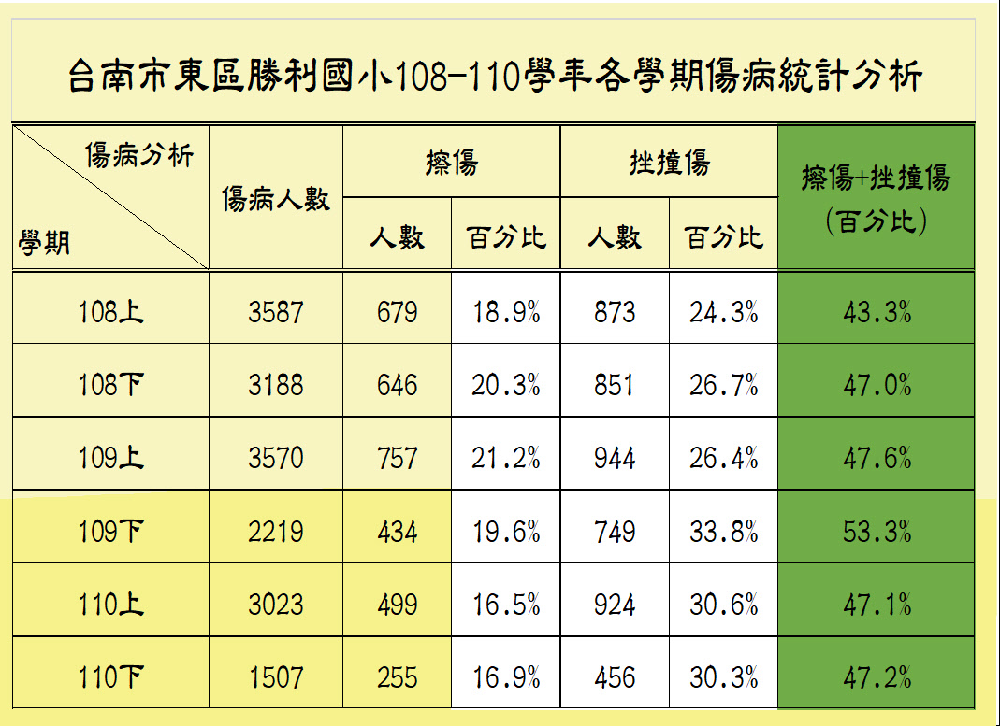 台南市東區勝利國小108-110學年各學期傷病統計分析
傷病分析
學期
傷病人數
擦傷
挫撞傷
擦傷+挫撞傷
(百分比)
人數 百分比 人數 百分比
108上 3587 679 18.9% 873 24.3% 43.3%
108下 3188 646 20.3% 851 26.7% 47.0%
109上 3570 757 21.2% 944 26.4% 47.6%
109下 2219 434 19.6% 749 33.8% 53.3%
110上 3023 499 16.5% 924 30.6% 47.1%
110下 1507 255 16.9% 456 30.3% 47.2%